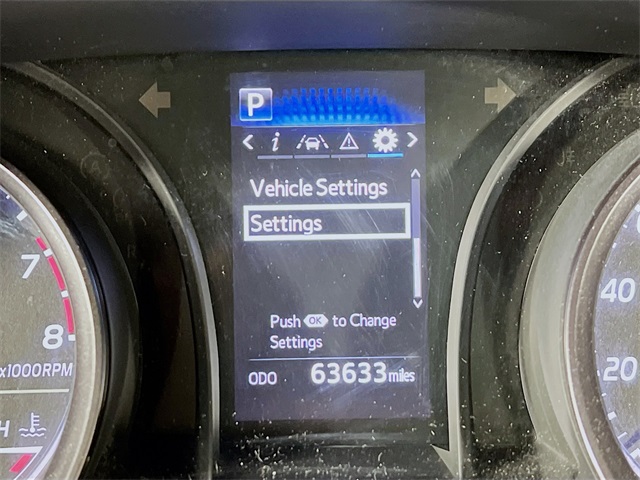 P
i
Vehicle Settings
Settings
Push OK to Change
Settings
ODO 63633 miles
7
8
x1000RPM
H
40
20